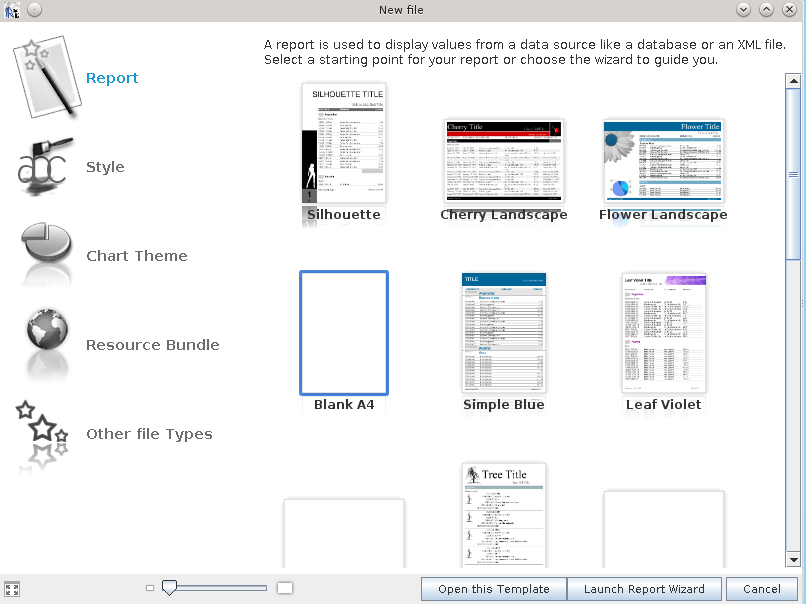 New file
A report is used to display values from a data source like a database or an XML file.
Select a starting point for your report or choose the wizard to guide you.
Report
Style
Chart Theme
Resource Bundle
Other file Types
SILHOUETTE TITLE
Silhouette
Cherry Title
Cherry Landscape
Flower Title
Flower Landscape
Blank A4
TITLE
Simple Blue
Leaf Violet Title
Leaf Violet
Tree Title
Open this Template
Launch Report Wizard
Cancel